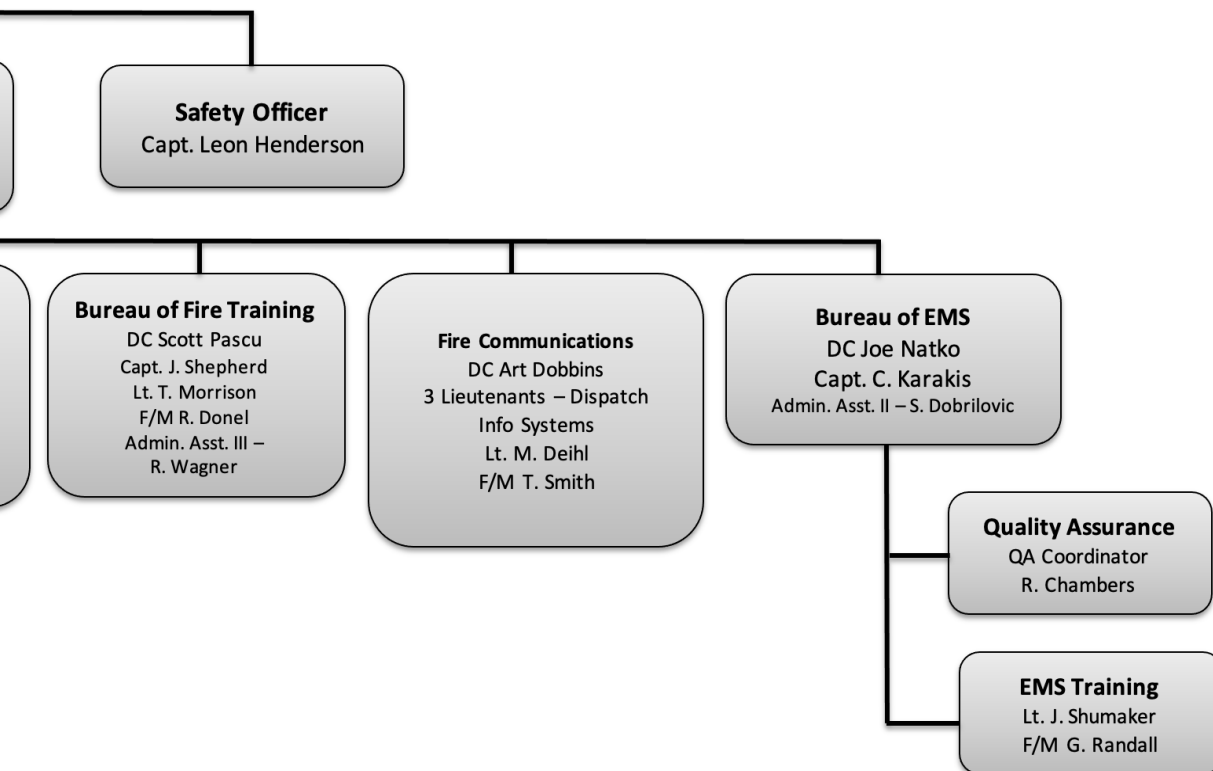 Safety Officer
Capt. Leon Henderson
Bureau of Fire Training
DC Scott Pascu
Capt. J. Shepherd
Lt. T. Morrison
F/M R. Donel
Admin. Asst. III –
R. Wagner
Fire Communications
DC Art Dobbins
3 Lieutenants – Dispatch
Info Systems
Lt. M. Deihl
F/M T. Smith
Bureau of EMS
DC Joe Natko
Capt. C. Karakis
Admin. Asst. II – S. Dobrilovic
Quality Assurance
QA Coordinator
R. Chambers
EMS Training
Lt. J. Shumaker
F/M G. Randall